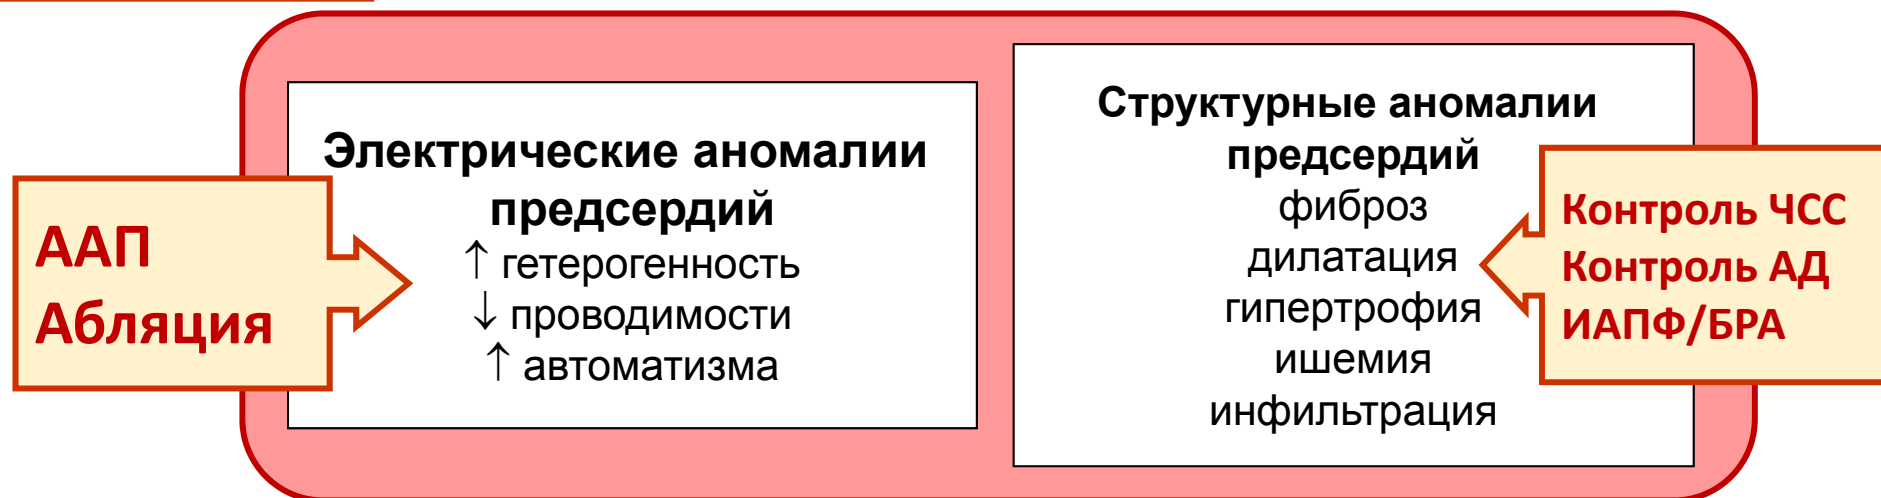 ААП
Абляция
Электрические аномалии
предсердий
↑ гетерогенность
↓ проводимости
↑ автоматизма
Структурные аномалии
предсердий
фиброз
дилатация
гипертрофия
ишемия
инфильтрация
Контроль ЧСС
Контроль АД
ИАПФ/БРА